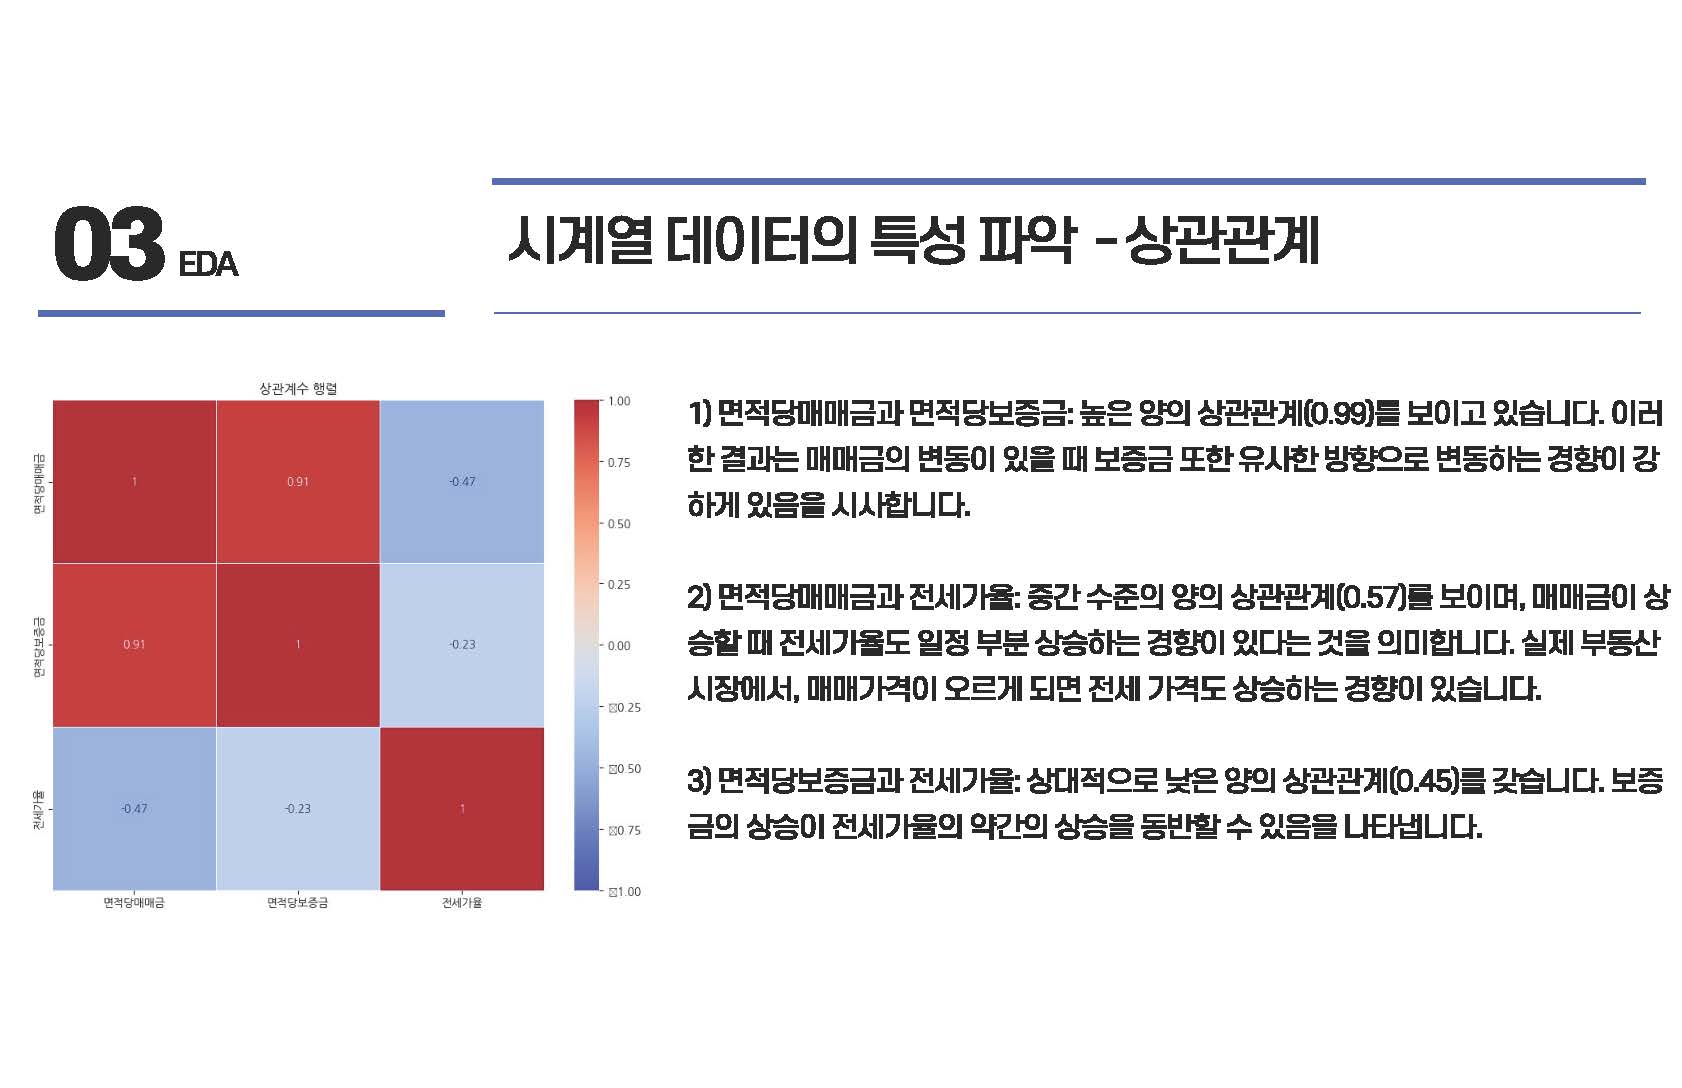 03 EDA
시계열 데이터의 특성 파악 - 상관관계
상관계수 행렬
면적당매매금
1
0.91
-0.47
면적당보증금
0.91
1
-0.23
전세가율
-0.47
-0.23
1
면적당매매금
면적당보증금
전세가율
1.00
0.75
0.50
0.25
0.00
0.25
0.50
0.75
1.00
1) 면적당매매금과 면적당보증금: 높은 양의 상관관계(0.99)를 보이고 있습니다. 이러
한 결과는 매매금의 변동이 있을 때 보증금 또한 유사한 방향으로 변동하는 경향이 강
하게 있음을 시사합니다.
2) 면적당매매금과 전세가율: 중간 수준의 양의 상관관계(0.57)를 보이며, 매매금이 상
승할 때 전세가율도 일정 부분 상승하는 경향이 있다는 것을 의미합니다. 실제 부동산
시장에서, 매매가격이 오르게 되면 전세 가격도 상승하는 경향이 있습니다.
3) 면적당보증금과 전세가율: 상대적으로 낮은 양의 상관관계(0.45)를 갖습니다. 보증
금의 상승이 전세가율의 약간의 상승을 동반할 수 있음을 나타냅니다.